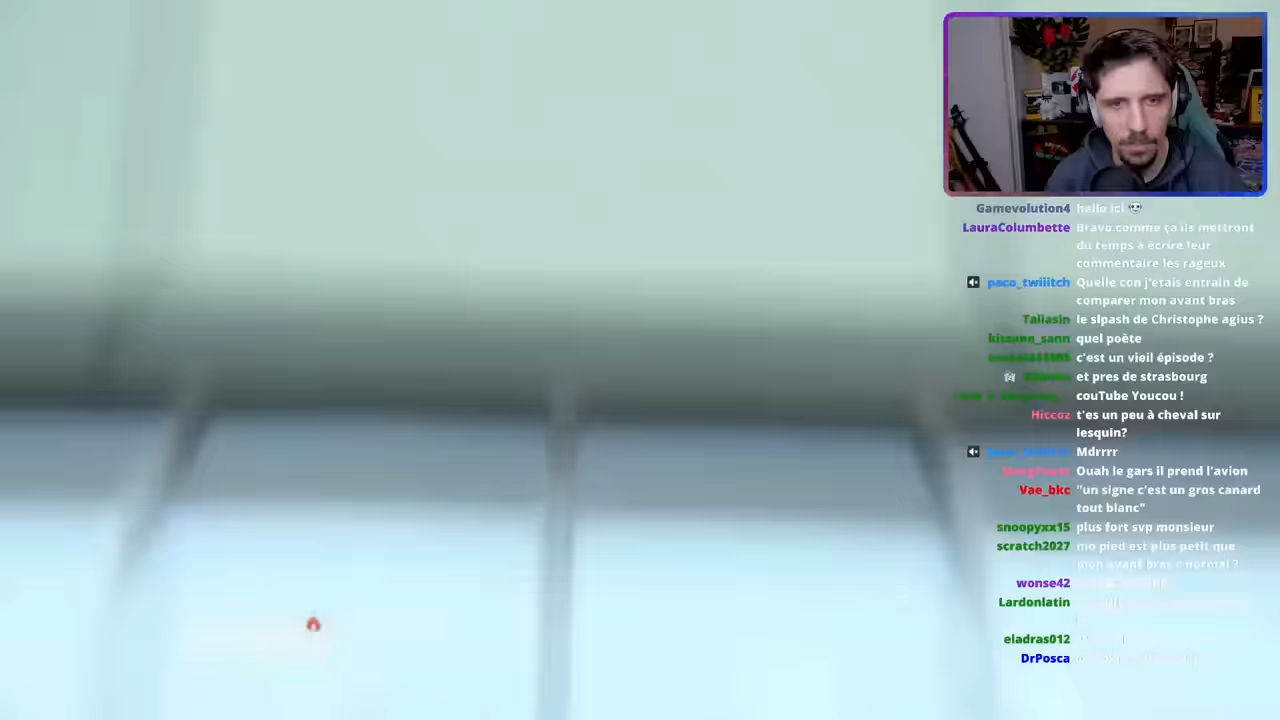 Gamevolution4 hello ici
LauraColumbette Bravo comme ça ils mettront
du temps à écrire leur
commentaire les rageux
paco_twiiitch Quelle con j'etais entrain de
comparer mon avant bras
Tallasin le slpash de Christophe agius ?
kissune_sann quel poète
c'est un vieil épisode ?
et pres de strasbourg
couTube Youcou !
Hiccoz t'es un peu à cheval sur
lesquin?
Mdrrrr
Ouah le gars il prend l'avion
Vae_bkc "un signe c'est un gros canard
tout blanc"
snoopyxx15 plus fort svp monsieur
scratch2027 mo pied est plus petit que
mon avant bras c normal ?
wonse42
Lardonlatin
eladras012
DrPosca